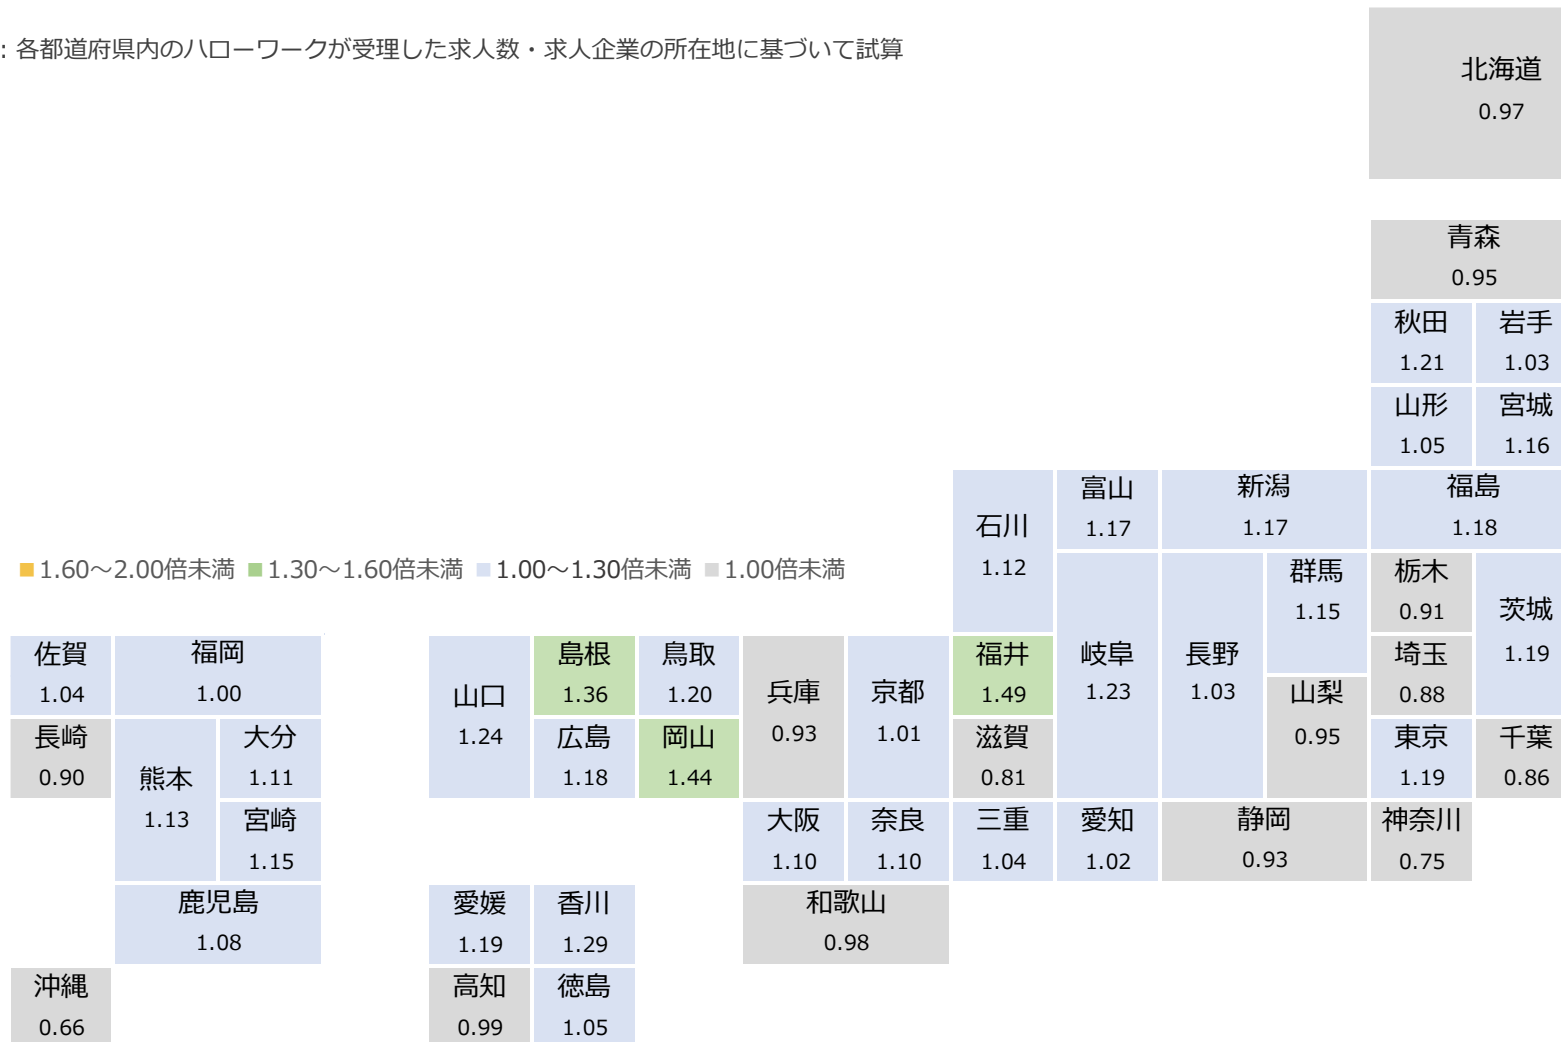 : 各都道府県内のハローワークが受理した求人数・求人企業の所在地に基づいて試算
北海道
0.97
青森
0.95
秋田 岩手
1.21 1.03
山形 宮城
1.05 1.16
石川
1.12
富山
1.17
新潟
1.17
福島
1.18
■1.60～2.00倍未満 ■1.30～1.60倍未満 ■1.00～1.30倍未満 ■1.00倍未満
群馬
1.15
栃木
0.91
茨城
1.19
佐賀
1.04
福岡
1.00
山口
1.24
島根
1.36
鳥取
1.20
兵庫
0.93
京都
1.01
福井
1.49
岐阜
1.23
長野
1.03
埼玉
0.88
山梨
0.95
長崎
0.90
熊本
1.13
大分
1.11
広島
1.18
岡山
1.44
滋賀
0.81
東京
1.19
千葉
0.86
宮崎
1.15
大阪
1.10
奈良
1.10
三重
1.04
愛知
1.02
静岡
0.93
神奈川
0.75
鹿児島
1.08
愛媛
1.19
香川
1.29
和歌山
0.98
沖縄
0.66
高知
0.99
徳島
1.05